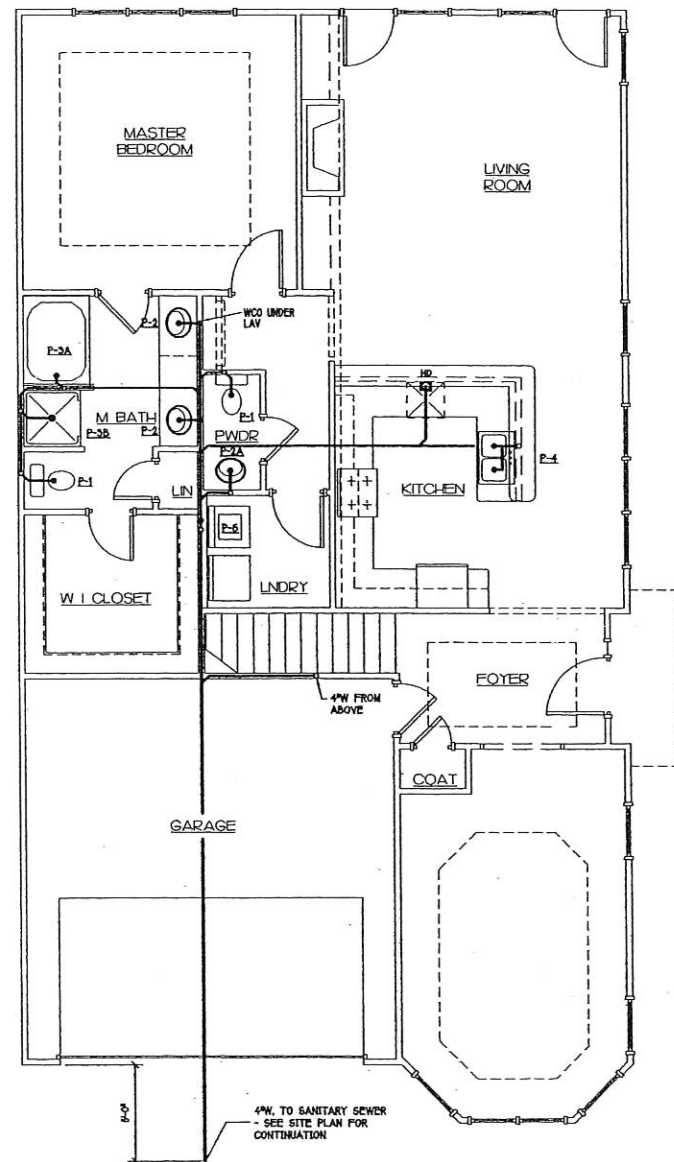 MASTER
BEDROOM
LIVING
ROOM
WCO UNDER
LAV
P-2
P-3A
HD
M BATH
P-2
P-3B
P-1
PWDR
P-2A
P-4
KITCHEN
P-1
LIN
P-6
W I CLOSET
LNDRY
FOYER
4"W FROM
ABOVE
COAT
GARAGE
4"W, TO SANITARY SEWER
- SEE SITE PLAN FOR
CONTINUATION